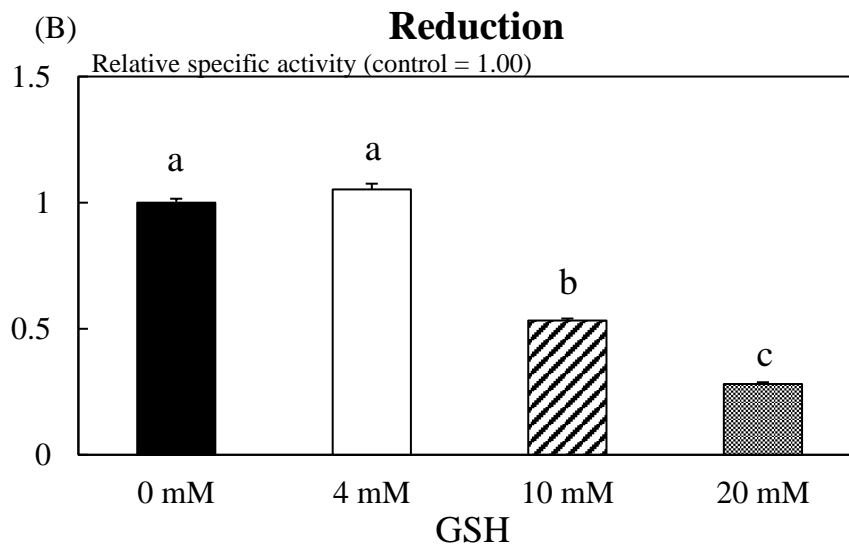 (B) Reduction
Relative specific activity (control = 1.00)
1.5
1
0.5
0
a
a
b
c
0 mM 4 mM 10 mM 20 mM
GSH